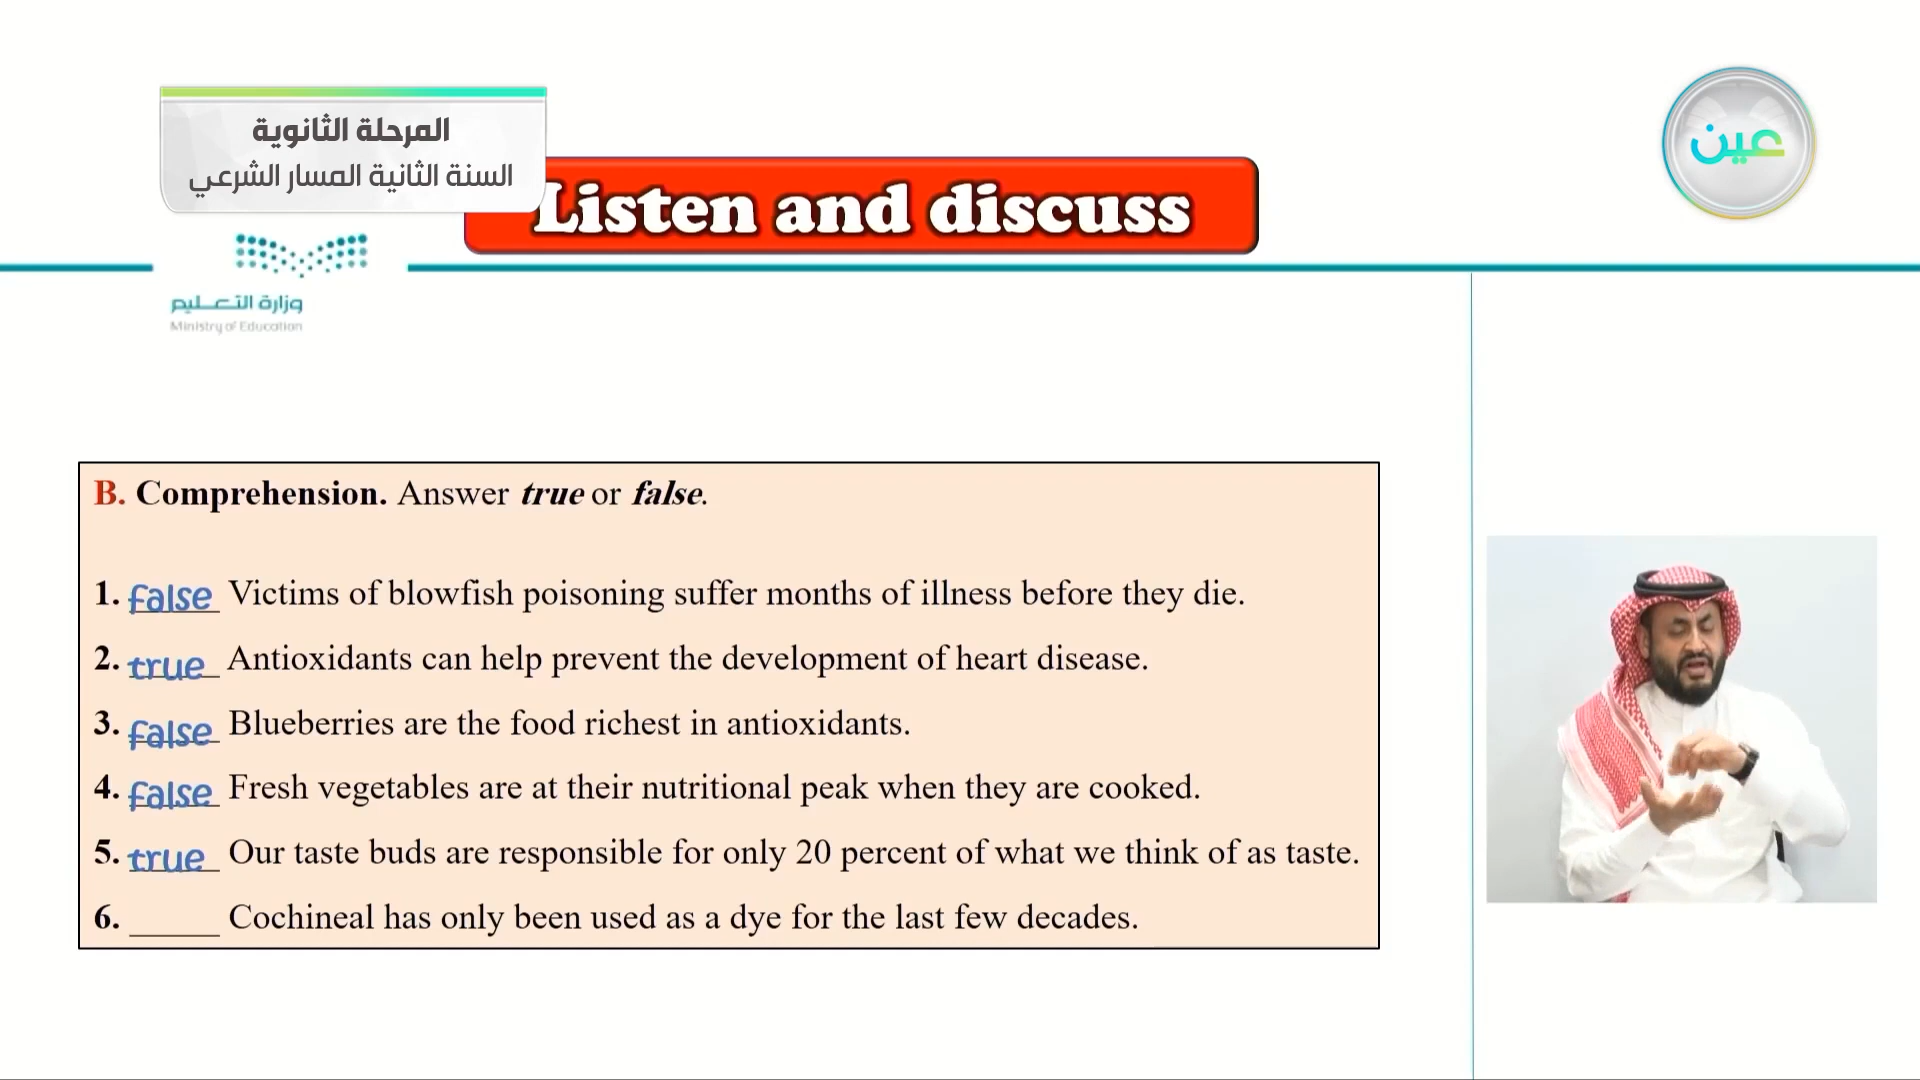 المرحلة الثانوية
السنة الثانية المسار الشرعي
عين
Listen and discuss
وزارة التعليم
Ministry of Education
B. Comprehension. Answer true or false.
1. false Victims of blowfish poisoning suffer months of illness before they die.
2. true Antioxidants can help prevent the development of heart disease.
3. false Blueberries are the food richest in antioxidants.
4. false Fresh vegetables are at their nutritional peak when they are cooked.
5. true Our taste buds are responsible for only 20 percent of what we think of as taste.
6. ______ Cochineal has only been used as a dye for the last few decades.